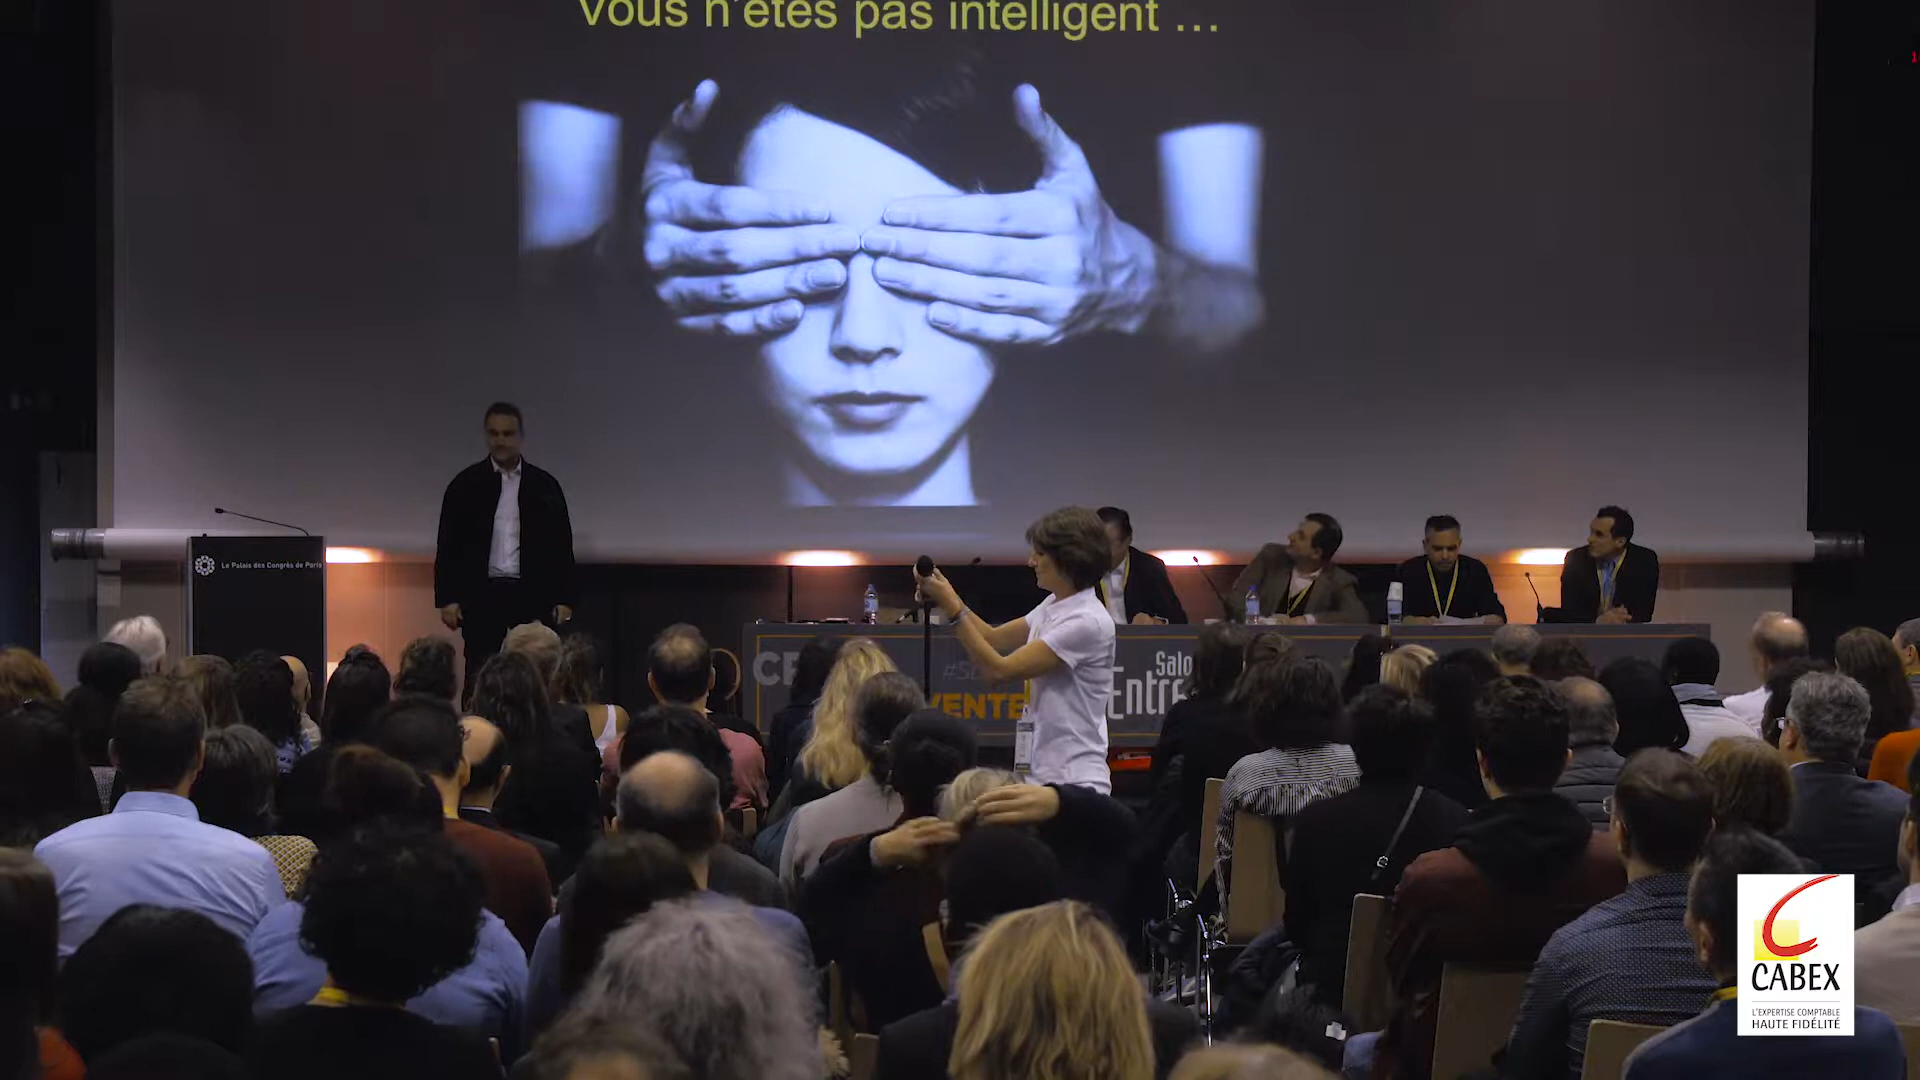 Vous n'êtes pas intelligent ...
Le Palais des Congrès de Paris
VENTE
Salo
Entre
CABEX
L'EXPERTISE COMPTABLE
HAUTE FIDÉLITÉ